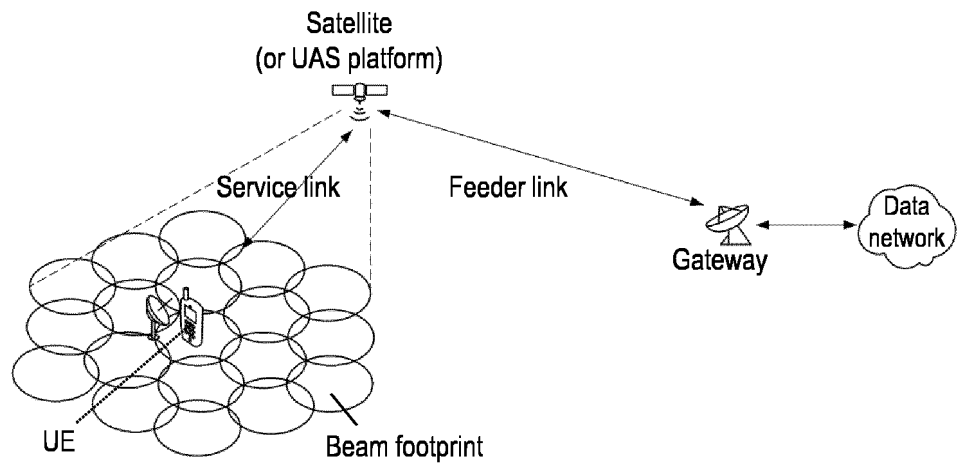 Satellite
(or UAS platform)
Service link
Feeder link
Data
network
Gateway
UE
Beam footprint